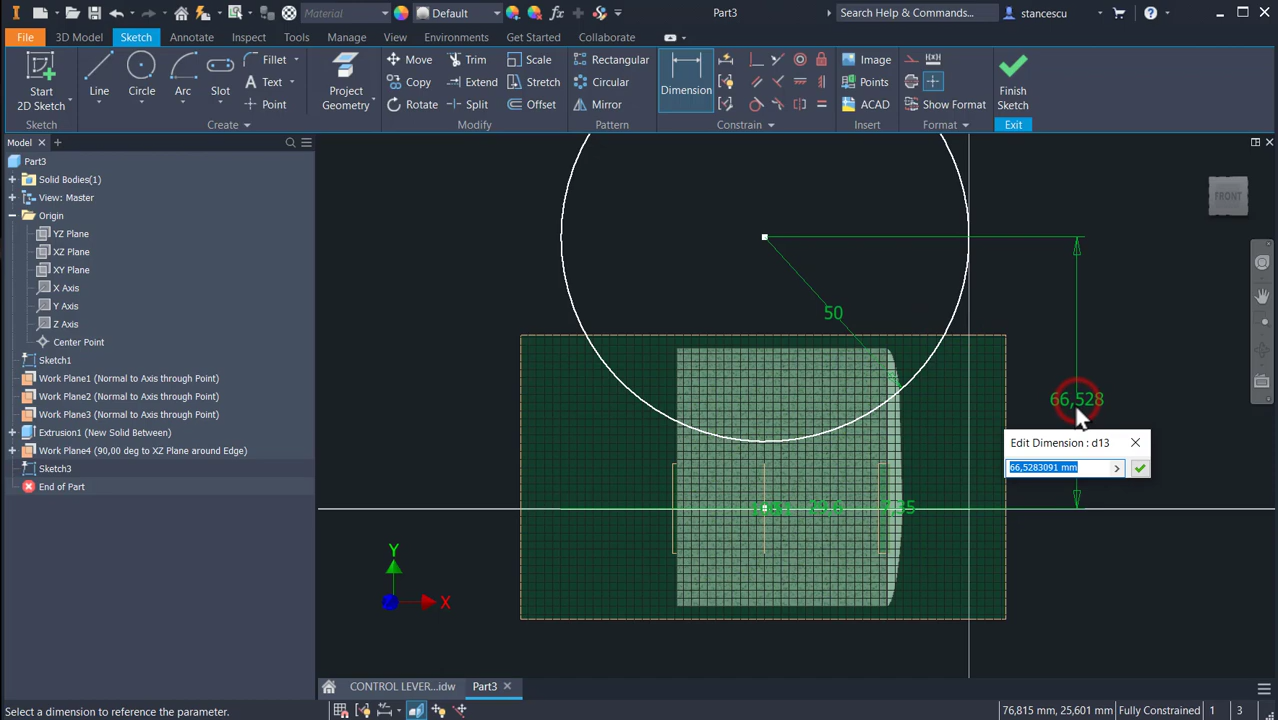 Material
Default
Part3
Search Help & Commands...
stancescu
File
3D Model
Sketch
Annotate
Inspect
Tools
Manage
View
Environments
Get Started
Collaborate
Start
2D Sketch
Line
Circle
Arc
Slot
Fillet
Text
Point
Project
Geometry
Move
Copy
Rotate
Trim
Extend
Split
Scale
Stretch
Offset
Rectangular
Circular
Mirror
Dimension
Image
Points
ACAD
Show Format
Finish
Sketch
Sketch
Create
Modify
Pattern
Constrain
Insert
Format
Exit
Model
Part3
Solid Bodies(1)
View: Master
Origin
YZ Plane
XZ Plane
XY Plane
X Axis
Y Axis
Z Axis
Center Point
Sketch1
Work Plane1 (Normal to Axis through Point)
Work Plane2 (Normal to Axis through Point)
Work Plane3 (Normal to Axis through Point)
Extrusion1 (New Solid Between)
Work Plane4 (90,00 deg to XZ Plane around Edge)
Sketch3
End of Part
FRONT
50
66,528
Edit Dimension : d13
66,5283091 mm
Y
X
CONTROL LEVER...idw
Part3
Select a dimension to reference the parameter.
76,815 mm, 25,601 mm
Fully Constrained
1
3